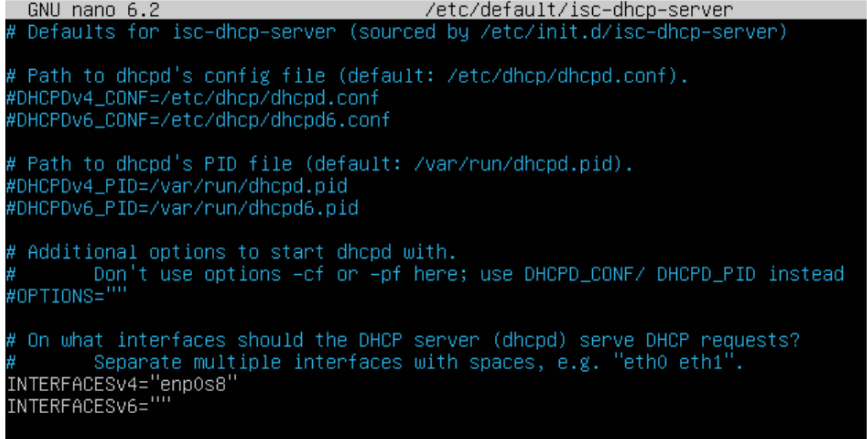 GNU nano 6.2 /etc/default/isc-dhcp-server
# Defaults for isc-dhcp-server (sourced by /etc/init.d/isc-dhcp-server)
# Path to dhcpd's config file (default: /etc/dhcp/dhcpd.conf).
#DHCPDv4_CONF=/etc/dhcp/dhcpd.conf
#DHCPDv6_CONF=/etc/dhcp/dhcpd6.conf
# Path to dhcpd's PID file (default: /var/run/dhcpd.pid).
#DHCPDv4_PID=/var/run/dhcpd.pid
#DHCPDv6_PID=/var/run/dhcpd6.pid
# Additional options to start dhcpd with.
#       Don't use options -cf or -pf here; use DHCPD_CONF/ DHCPD_PID instead
#OPTIONS=""
# On what interfaces should the DHCP server (dhcpd) serve DHCP requests?
#       Separate multiple interfaces with spaces, e.g. "eth0 eth1".
INTERFACESv4="enp0s8"
INTERFACESv6=""